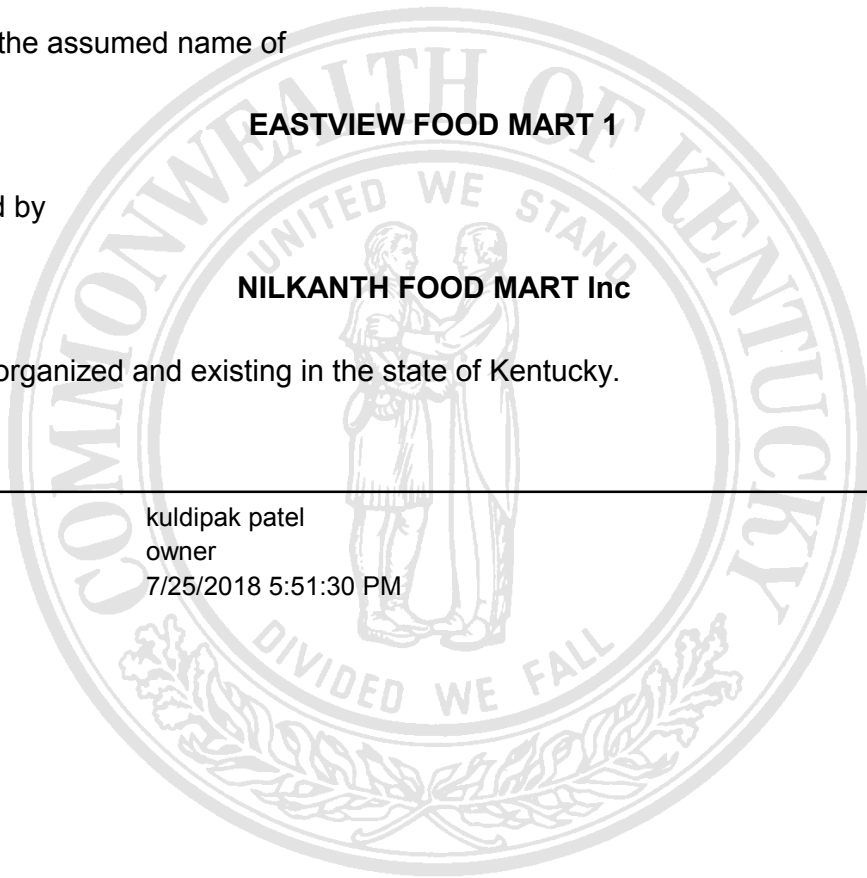 the assumed name of
EASTVIEW FOOD MART 1
d by
NILKANTH FOOD MART Inc
organized and existing in the state of Kentucky.
kuldipak patel
owner
7/25/2018 5:51:30 PM
COMMONWEALTH OF KENTUCKY
UNITED WE STAND
DIVIDED WE FALL